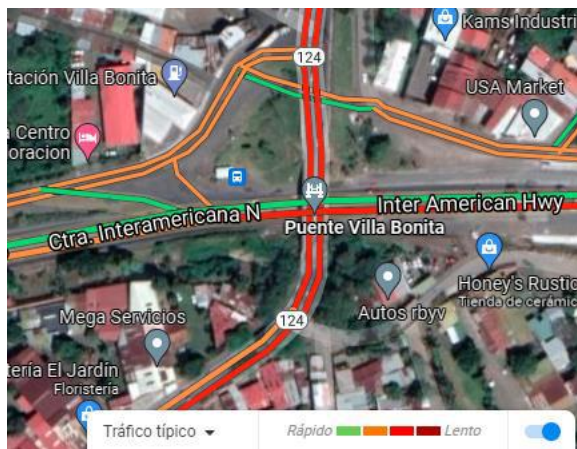 Kams Industri
124
tación Villa Bonita
USA Market
a Centro
oracion
Ctra. Interamericana N
Inter American Hwy
Puente Villa Bonita
Honey's Rustic
Tienda de cerámic
Autos rbyv
Mega Servicios
124
tería El Jardín
Floristería
Tráfico típico
Rápido
Lento